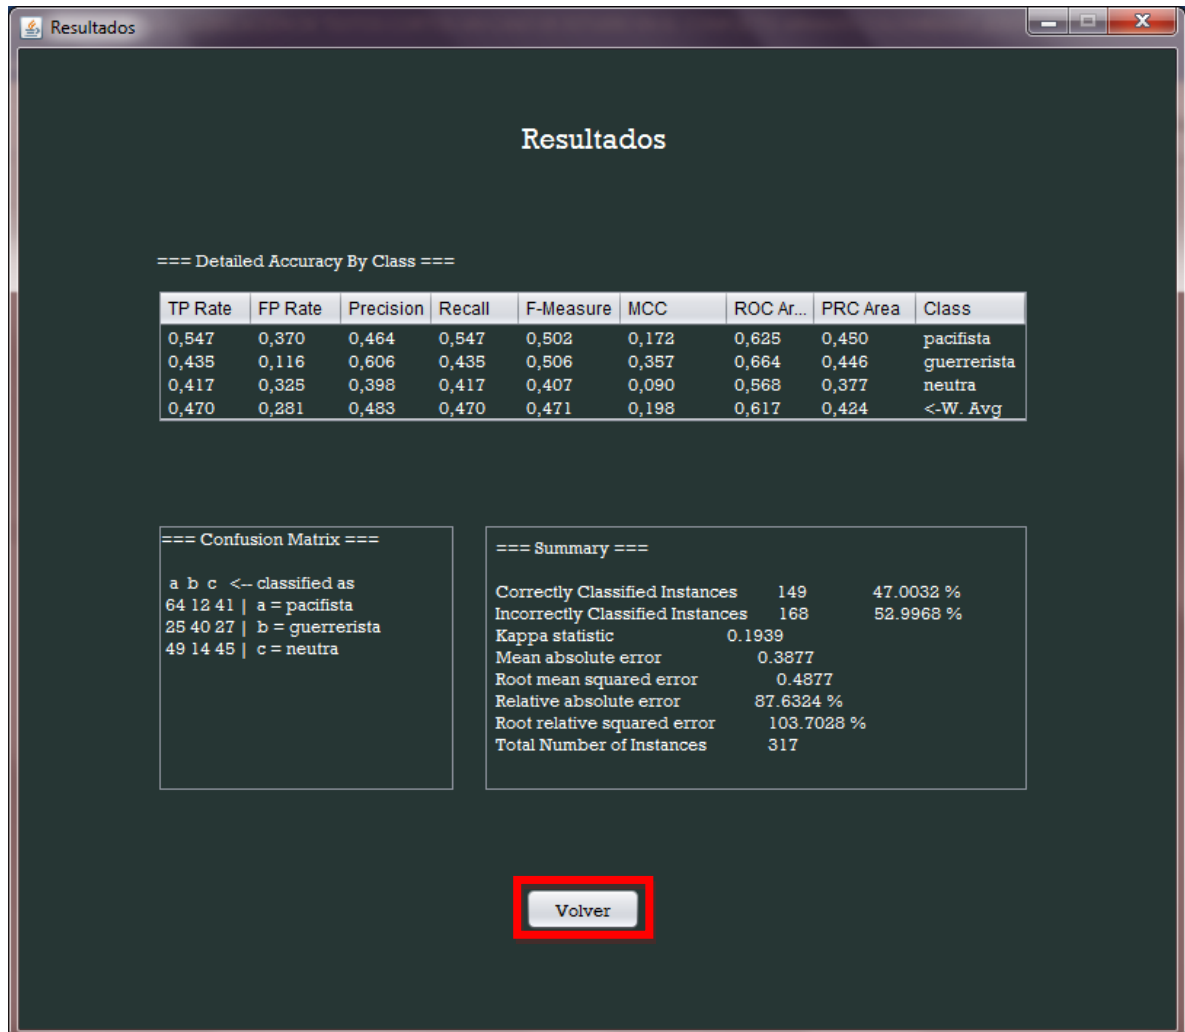 Resultados
Resultados
=== Detailed Accuracy By Class ===
TP Rate FP Rate Precision Recall F-Measure MCC ROC Ar... PRC Area Class
0,547 0,370 0,464 0,547 0,502 0,172 0,625 0,450 pacifista
0,435 0,116 0,606 0,435 0,506 0,357 0,664 0,446 guerrerista
0,417 0,325 0,398 0,417 0,407 0,090 0,568 0,377 neutra
0,470 0,281 0,483 0,470 0,471 0,198 0,617 0,424 <-W. Avg
=== Confusion Matrix ===
a b c <-- classified as
64 12 41 | a = pacifista
25 40 27 | b = guerrerista
49 14 45 | c = neutra
=== Summary ===
Correctly Classified Instances 149 47.0032 %
Incorrectly Classified Instances 168 52.9968 %
Kappa statistic 0.1939
Mean absolute error 0.3877
Root mean squared error 0.4877
Relative absolute error 87.6324 %
Root relative squared error 103.7028 %
Total Number of Instances 317
Volver